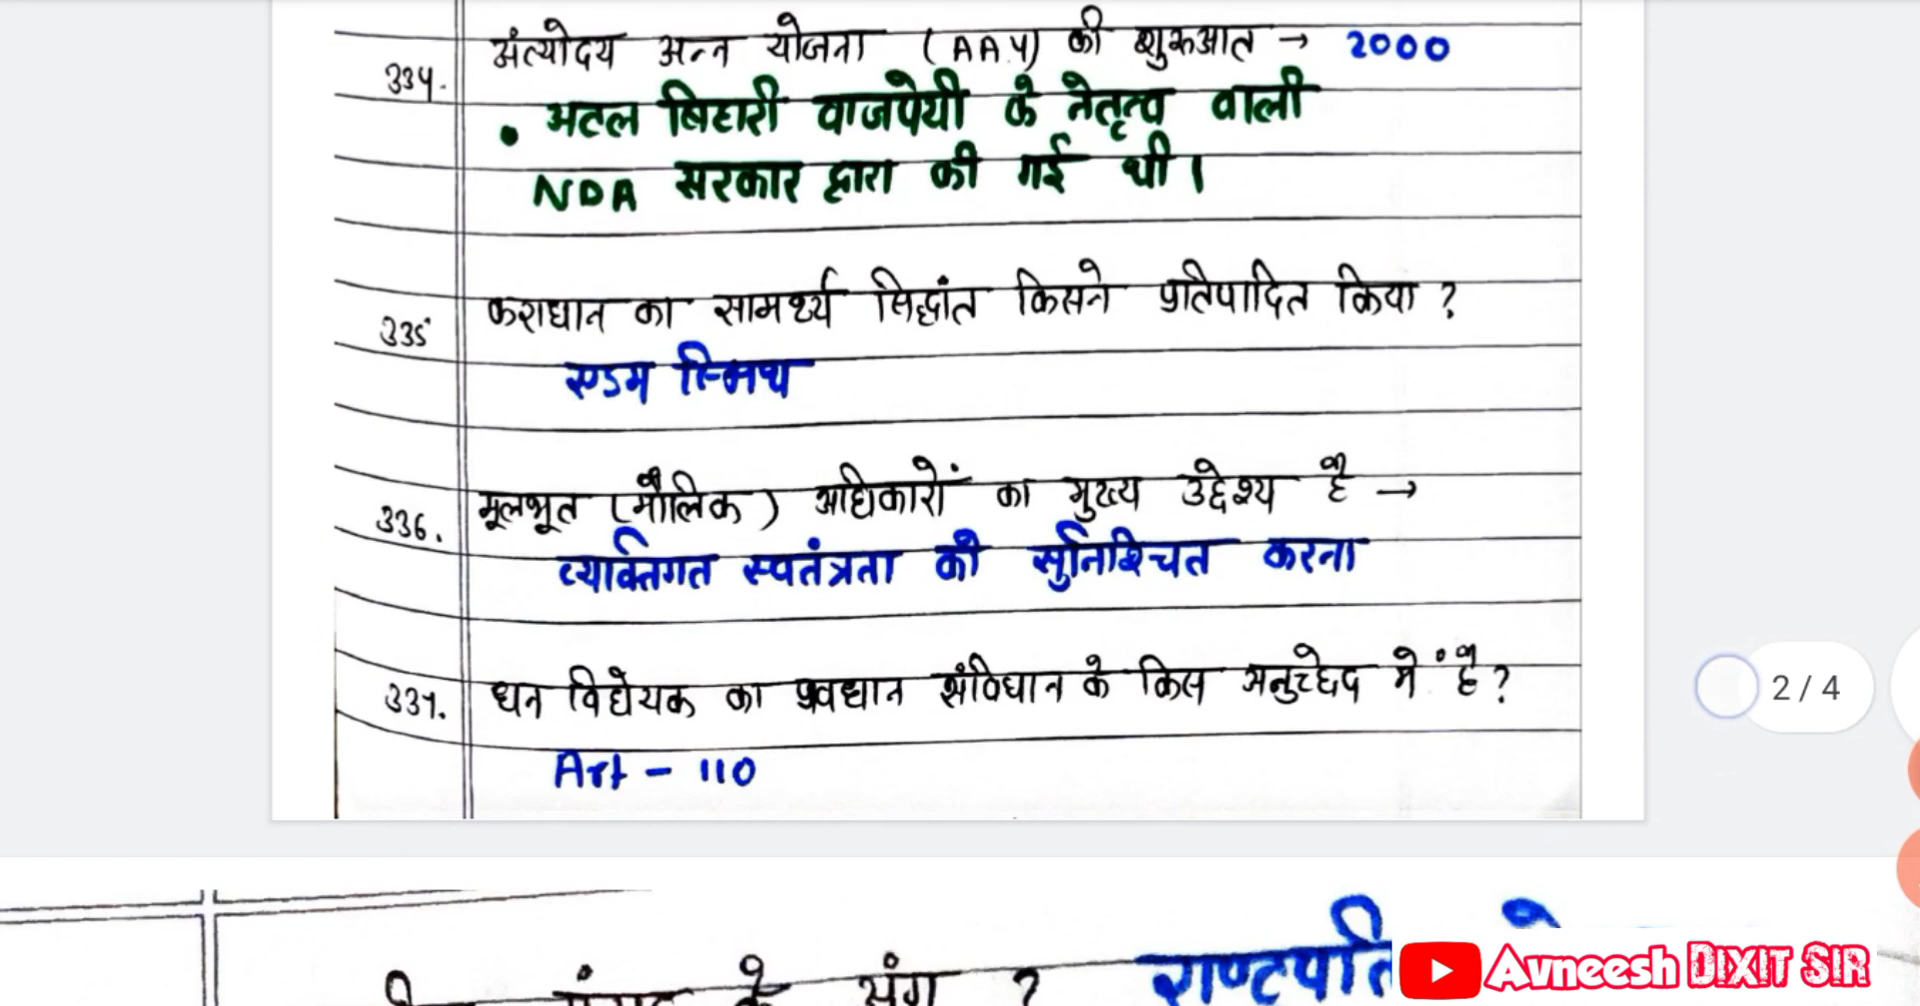 334. अंत्योदय अन्न योजना (AAY) की शुरुआत → 2000
• अटल बिहारी वाजपेयी के नेतृत्व वाली
NDA सरकार द्वारा की गई थी।
335 कराधान का सामर्थ्य सिद्धांत किसने प्रतिपादित किया ?
एडम स्मिथ
336. मूलभूत (मौलिक) अधिकारों का मुख्य उद्देश्य है →
व्यक्तिगत स्वतंत्रता को सुनिश्चित करना
337. धन विधेयक का प्रवधान संविधान के किस अनुच्छेद में है ?
Art - 110
2 / 4
के अंग ? राष्टपति
Avneesh DIXIT SIR